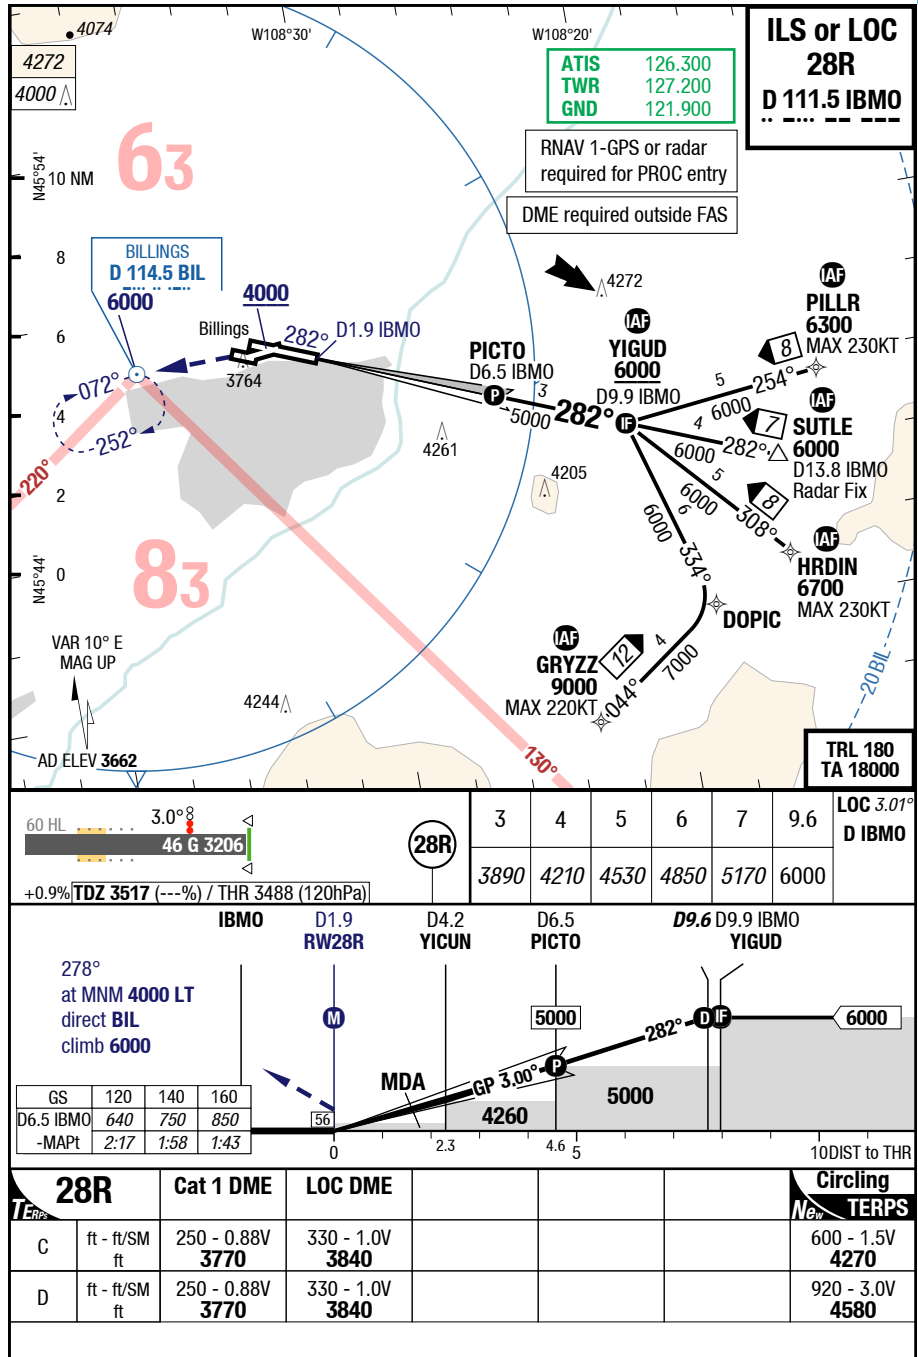 4074
W108°30'
W108°20'
ILS or LOC
28R
D 111.5 IBMO
4272
4000
ATIS 126.300
TWR 127.200
GND 121.900
RNAV 1-GPS or radar
required for PROC entry
DME required outside FAS
63
N45°54'
10 NM
8
6
4
2
0
N45°44'
BILLINGS
D 114.5 BIL
6000
4000
Billings
282°
D1.9 IBMO
3764
072°
252°
220°
130°
83
4272
IAF
PILLR
6300
MAX 230KT
IAF
YIGUD
6000
D9.9 IBMO
IF
PICTO
D6.5 IBMO
P
3
5000
282°
8
5
254°
6000
IAF
SUTLE
6000
D13.8 IBMO
Radar Fix
7
4
282°
6000
8
5
308°
6000
IAF
HRDIN
6700
MAX 230KT
6
6000
334°
DOPIC
4261
4205
IAF
GRYZZ
9000
MAX 220KT
12
4
7000
044°
VAR 10° E
MAG UP
4244
AD ELEV 3662
20 BIL
TRL 180
TA 18000
60 HL
3.0°
46 G 3206
+0.9% TDZ 3517 (---%) / THR 3488 (120hPa)
28R
3 4 5 6 7 9.6 LOC 3.01°
D IBMO
3890 4210 4530 4850 5170 6000
IBMO
D1.9
RW28R
D4.2
YICUN
D6.5
PICTO
D9.6 D9.9 IBMO
YIGUD
278°
at MNM 4000 LT
direct BIL
climb 6000
M
5000
282°
D
IF
6000
P
GP 3.00°
MDA
4260
5000
56
GS 120 140 160
D6.5 IBMO 640 750 850
-MAPt 2:17 1:58 1:43
0 2.3 4.6 5 10 DIST to THR
28R
TERPS
Cat 1 DME
LOC DME
Circling
New TERPS
C ft - ft/SM 250 - 0.88V 330 - 1.0V 600 - 1.5V
ft 3770 3840 4270
D ft - ft/SM 250 - 0.88V 330 - 1.0V 920 - 3.0V
ft 3770 3840 4580